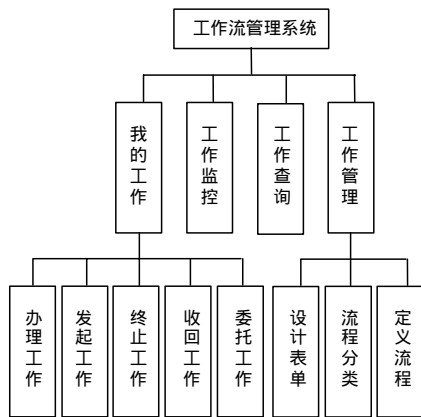 工作流管理系统
我的工作
工作监控
工作查询
工作管理
办理工作
发起工作
终止工作
收回工作
委托工作
设计表单
流程分类
定义流程